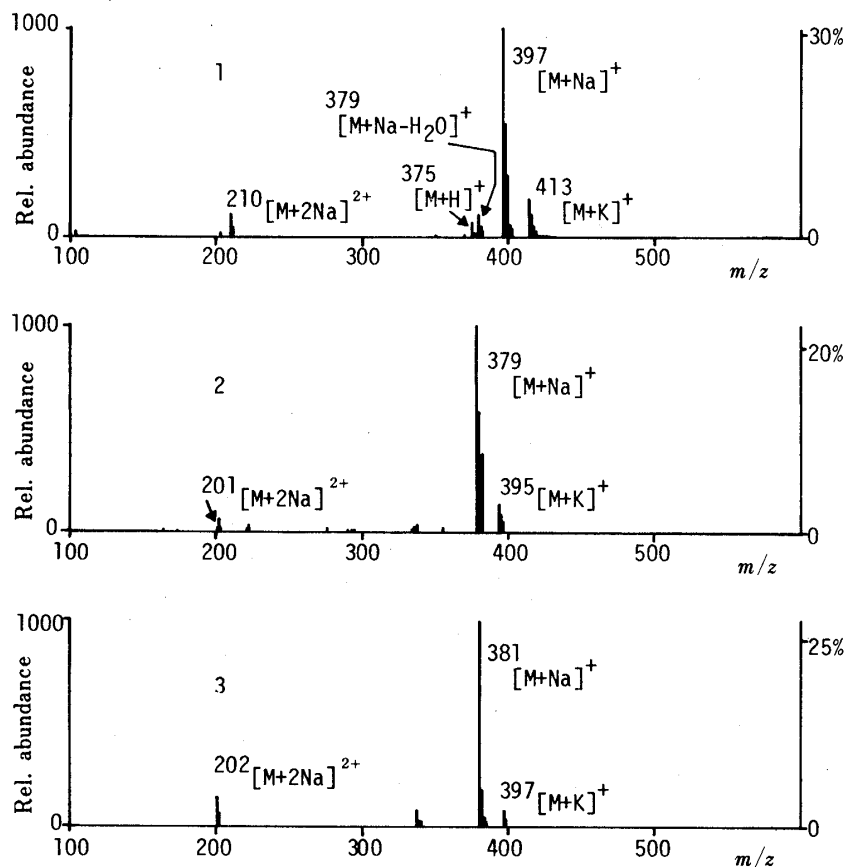 1000
30%
397
[M+Na]⁺
1
379
[M+Na-H₂O]⁺
375
[M+H]⁺
413
[M+K]⁺
210 [M+2Na]²⁺
Rel. abundance
0
0
100 200 300 400 500
m/z
1000
20%
379
[M+Na]⁺
2
201 [M+2Na]²⁺
395 [M+K]⁺
Rel. abundance
0
0
100 200 300 400 500
m/z
1000
25%
381
[M+Na]⁺
3
202 [M+2Na]²⁺
397 [M+K]⁺
Rel. abundance
0
0
100 200 300 400 500
m/z